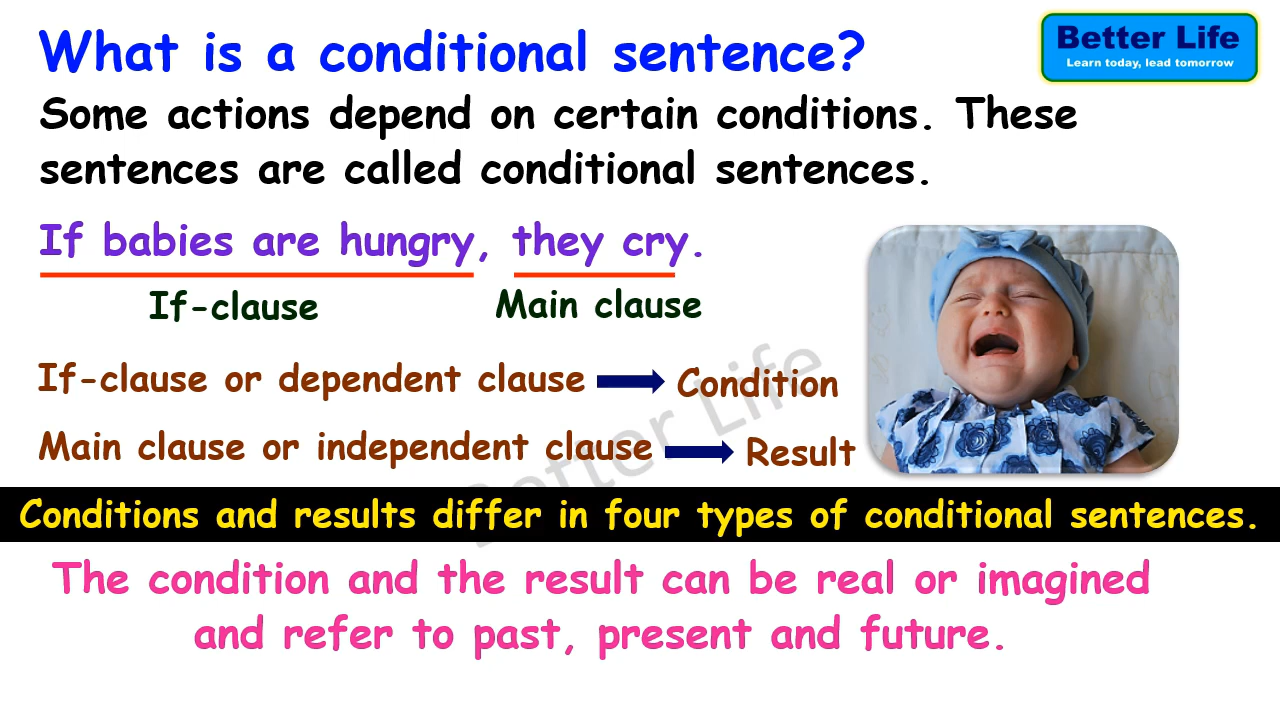 What is a conditional sentence?
Better Life
Learn today, lead tomorrow
Some actions depend on certain conditions. These
sentences are called conditional sentences.
If babies are hungry, they cry.
If-clause Main clause
If-clause or dependent clause Condition
Main clause or independent clause Result
Better Life
Conditions and results differ in four types of conditional sentences.
The condition and the result can be real or imagined
and refer to past, present and future.